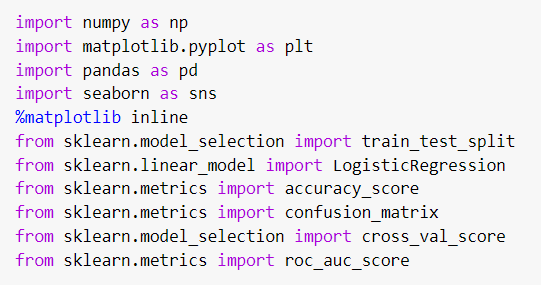 import numpy as np
import matplotlib.pyplot as plt
import pandas as pd
import seaborn as sns
%matplotlib inline
from sklearn.model_selection import train_test_split
from sklearn.linear_model import LogisticRegression
from sklearn.metrics import accuracy_score
from sklearn.metrics import confusion_matrix
from sklearn.model_selection import cross_val_score
from sklearn.metrics import roc_auc_score